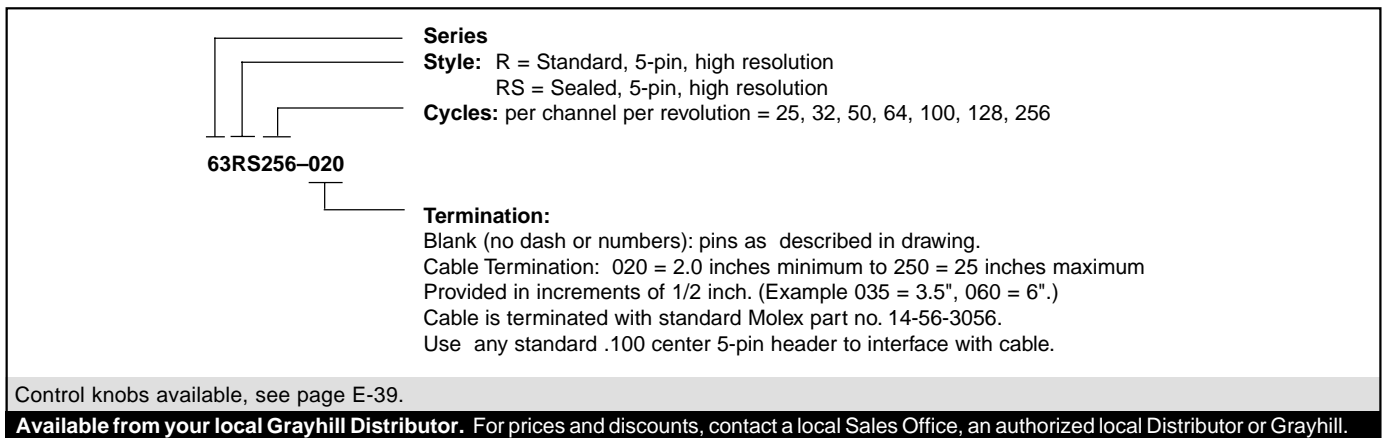 Series
Style: R = Standard, 5-pin, high resolution
RS = Sealed, 5-pin, high resolution
Cycles: per channel per revolution = 25, 32, 50, 64, 100, 128, 256
63RS256–020
Termination:
Blank (no dash or numbers): pins as described in drawing.
Cable Termination: 020 = 2.0 inches minimum to 250 = 25 inches maximum
Provided in increments of 1/2 inch. (Example 035 = 3.5", 060 = 6".)
Cable is terminated with standard Molex part no. 14-56-3056.
Use any standard .100 center 5-pin header to interface with cable.
Control knobs available, see page E-39.
Available from your local Grayhill Distributor. For prices and discounts, contact a local Sales Office, an authorized local Distributor or Grayhill.